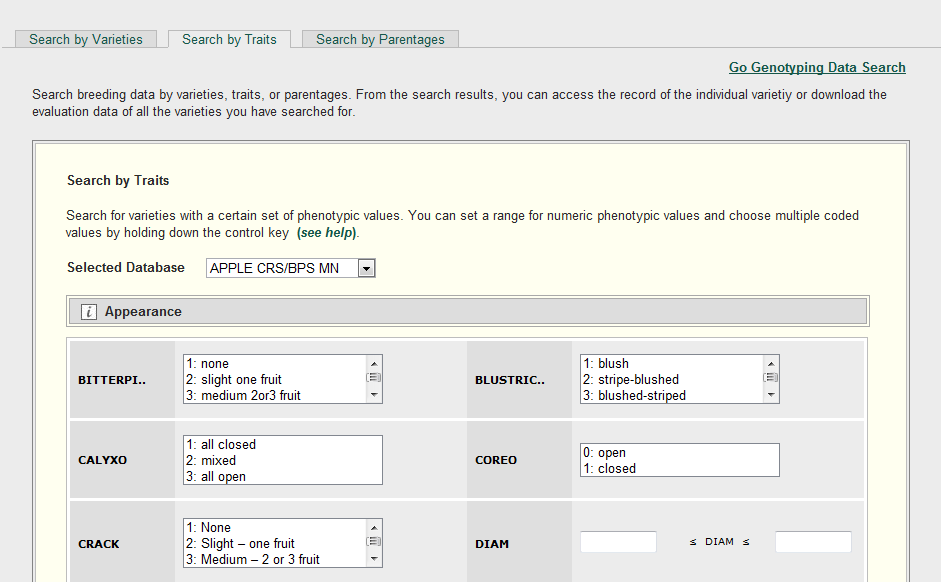 Search by Varieties
Search by Traits
Search by Parentages
Go Genotyping Data Search
Search breeding data by varieties, traits, or parentages. From the search results, you can access the record of the individual varietiy or download the
evaluation data of all the varieties you have searched for.
Search by Traits
Search for varieties with a certain set of phenotypic values. You can set a range for numeric phenotypic values and choose multiple coded
values by holding down the control key (see help).
Selected Database APPLE CRS/BPS MN
i Appearance
BITTERPI..
1: none
2: slight one fruit
3: medium 2or3 fruit
BLUSTRIC..
1: blush
2: stripe-blushed
3: blushed-striped
CALYXO
1: all closed
2: mixed
3: all open
COREO
0: open
1: closed
CRACK
1: None
2: Slight – one fruit
3: Medium – 2 or 3 fruit
DIAM
≤ DIAM ≤